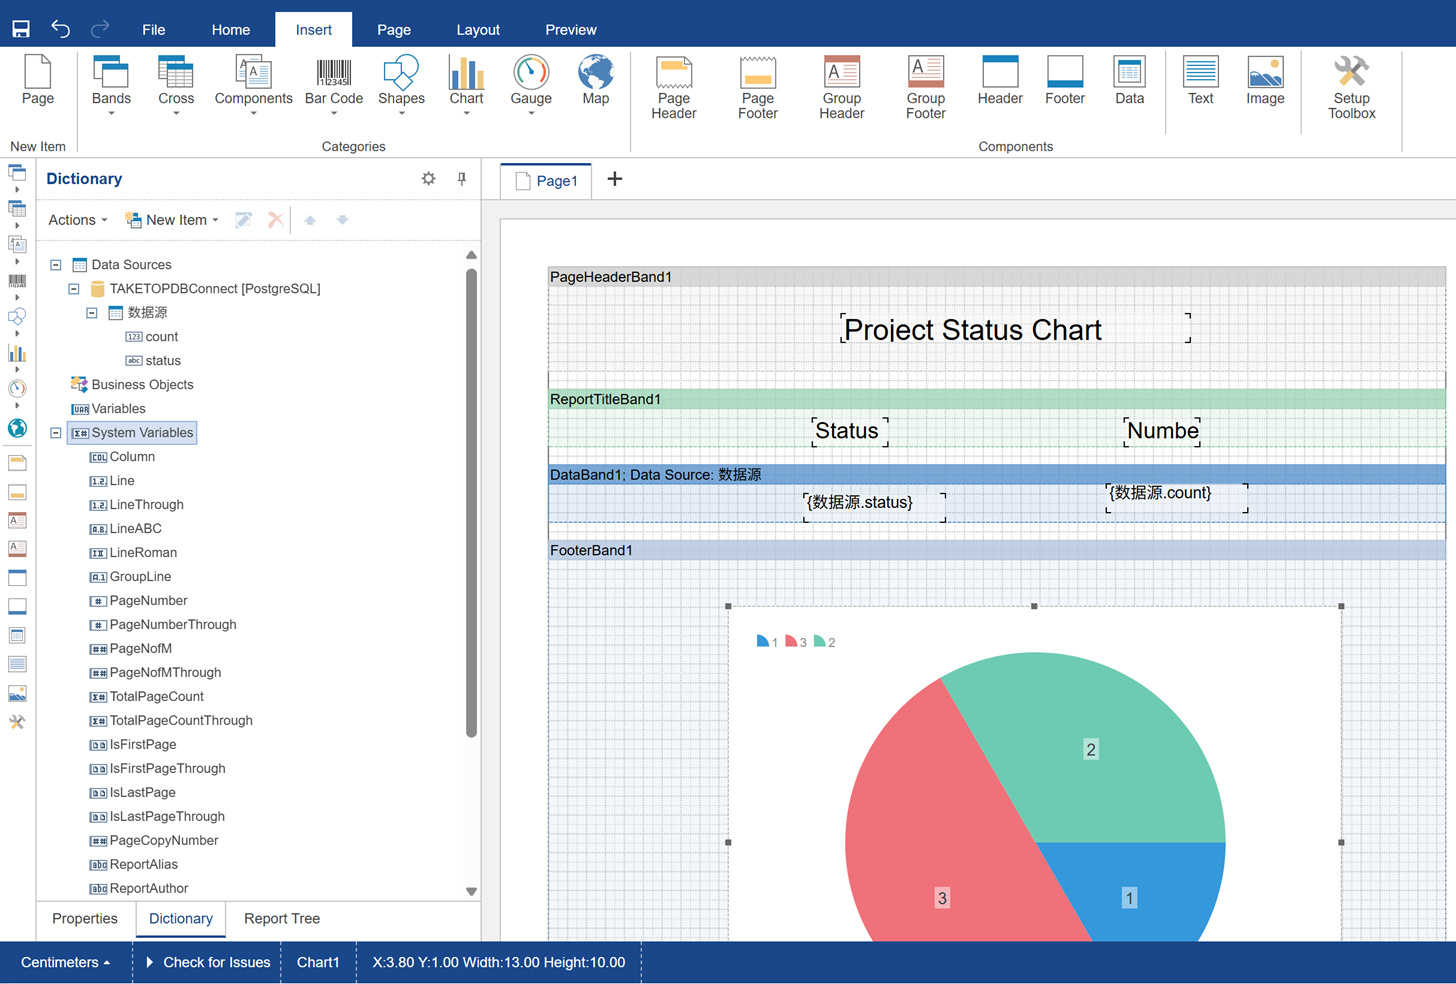 File Home Insert Page Layout Preview
Page Bands Cross Components Bar Code Shapes Chart Gauge Map Page Header Page Footer Group Header Group Footer Header Footer Data Text Image Setup Toolbox
New Item Categories Components
Dictionary
Page1
Actions New Item
Data Sources
TAKETOPDBConnect [PostgreSQL]
数据源
count
status
Business Objects
Variables
System Variables
Column
Line
LineThrough
LineABC
LineRoman
GroupLine
PageNumber
PageNumberThrough
PageNofM
PageNofMThrough
TotalPageCount
TotalPageCountThrough
IsFirstPage
IsFirstPageThrough
IsLastPage
IsLastPageThrough
PageCopyNumber
ReportAlias
ReportAuthor
Properties Dictionary Report Tree
PageHeaderBand1
Project Status Chart
ReportTitleBand1
Status Numbe
DataBand1; Data Source: 数据源
{数据源.status} {数据源.count}
FooterBand1
1 3 2
2
3 1
Centimeters Check for Issues Chart1 X:3.80 Y:1.00 Width:13.00 Height:10.00